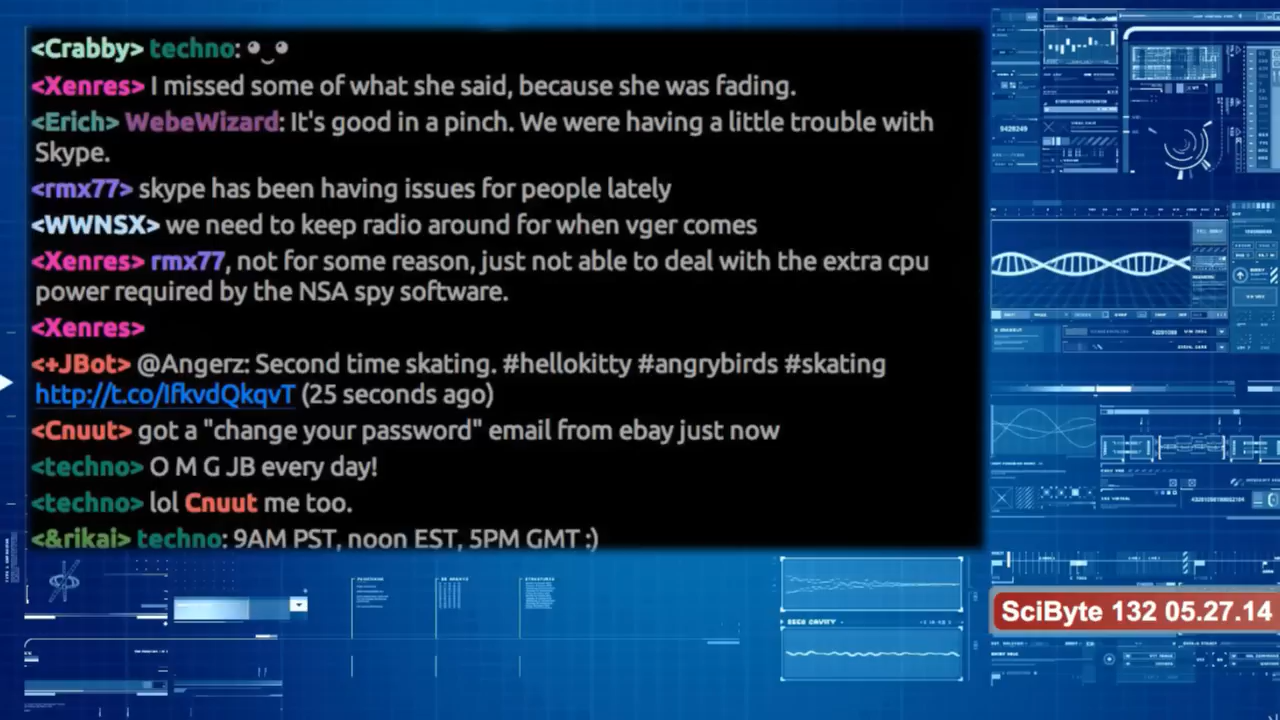 <Crabby> techno: 
<Xenres> I missed some of what she said, because she was fading.
<Erich> WebeWizard: It's good in a pinch. We were having a little trouble with
Skype.
<rmx77> skype has been having issues for people lately
<WWNSX> we need to keep radio around for when vger comes
<Xenres> rmx77, not for some reason, just not able to deal with the extra cpu
power required by the NSA spy software.
<Xenres>
<+JBot> @Angerz: Second time skating. #hellokitty #angrybirds #skating
http://t.co/IfkvdQkqvT (25 seconds ago)
<Cnuut> got a "change your password" email from ebay just now
<techno> O M G JB every day!
<techno> lol Cnuut me too.
<&rikai> techno: 9AM PST, noon EST, 5PM GMT :)
9428249
SciByte 132 05.27.14